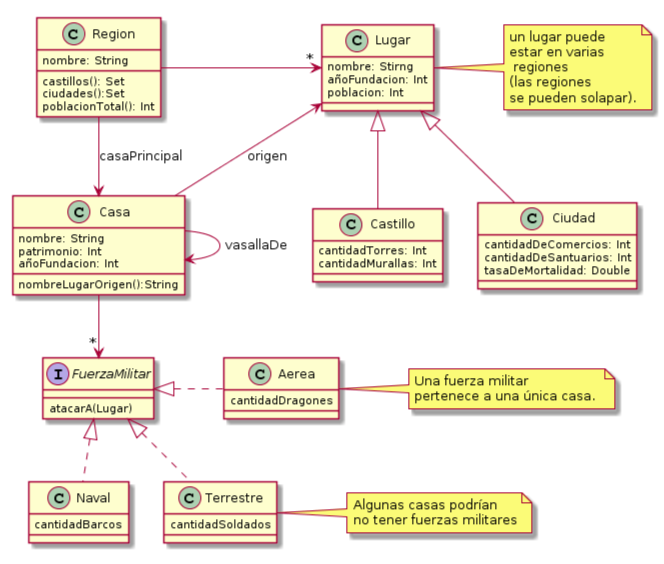 C Region
nombre: String
castillos(): Set
ciudades():Set
poblacionTotal(): Int
*
C Lugar
nombre: Stirng
añoFundacion: Int
poblacion: Int
un lugar puede
estar en varias
regiones
(las regiones
se pueden solapar).
casaPrincipal
origen
C Casa
nombre: String
patrimonio: Int
añoFundacion: Int
nombreLugarOrigen():String
vasallaDe
C Castillo
cantidadTorres: Int
cantidadMurallas: Int
C Ciudad
cantidadDeComercios: Int
cantidadDeSantuarios: Int
tasaDeMortalidad: Double
*
I FuerzaMilitar
atacarA(Lugar)
C Aerea
cantidadDragones
Una fuerza militar
pertenece a una única casa.
C Naval
cantidadBarcos
C Terrestre
cantidadSoldados
Algunas casas podrían
no tener fuerzas militares